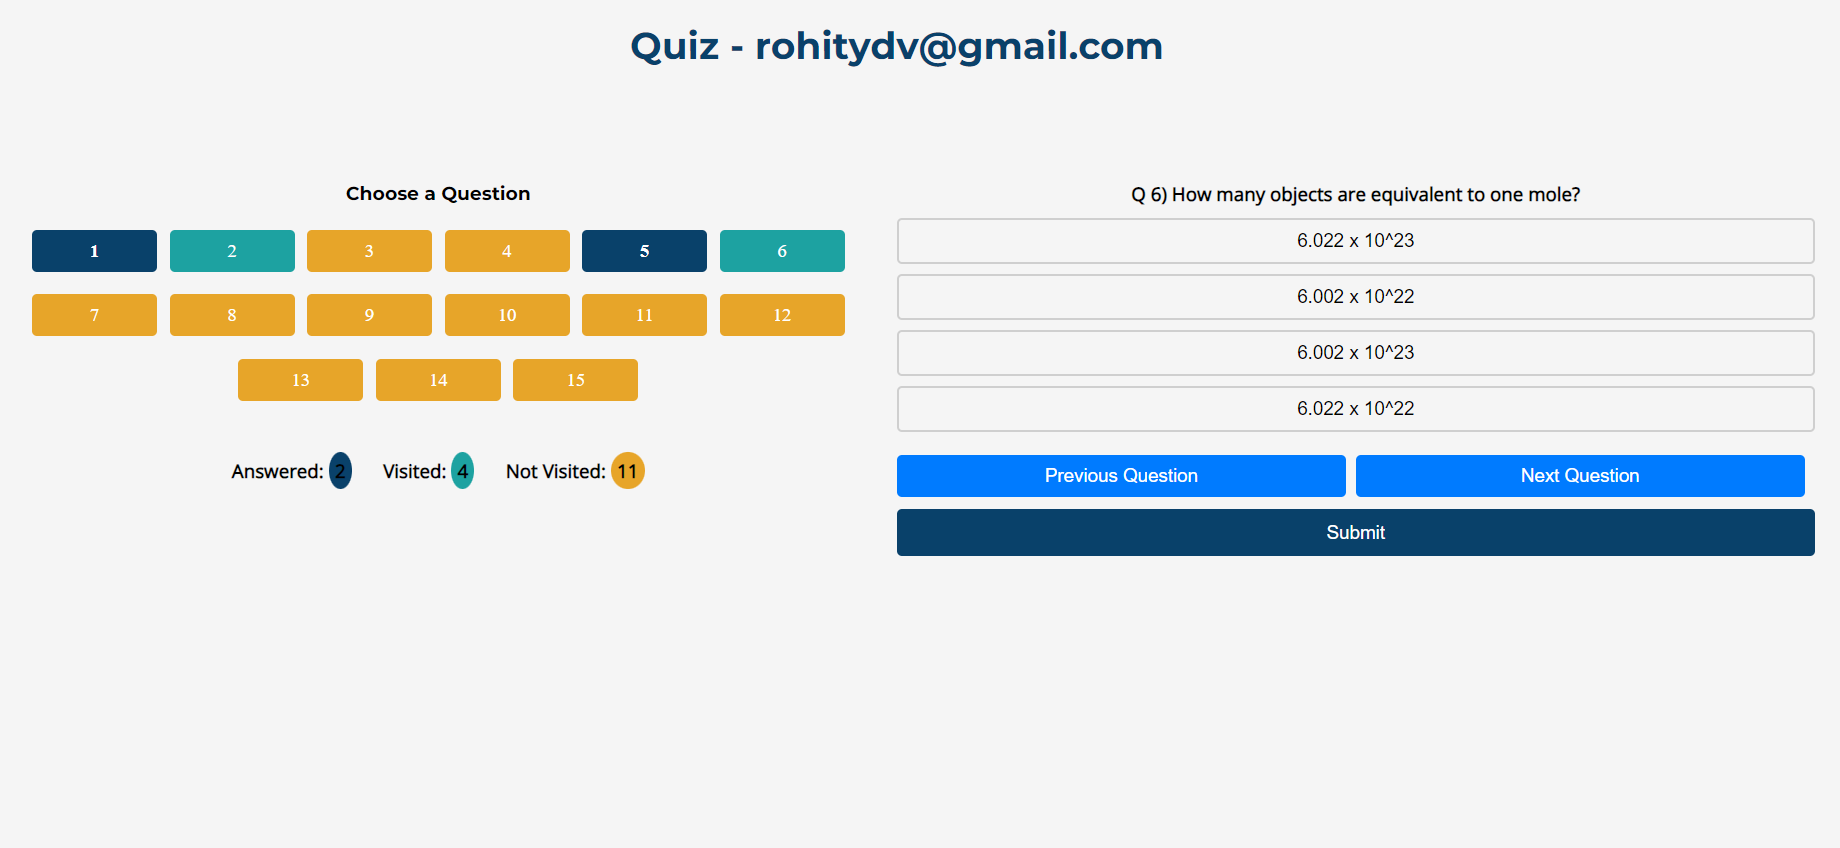 Quiz - rohitydv@gmail.com
Choose a Question
1 2 3 4 5 6
7 8 9 10 11 12
13 14 15
Answered: 2 Visited: 4 Not Visited: 11
Q 6) How many objects are equivalent to one mole?
6.022 x 10^23
6.002 x 10^22
6.002 x 10^23
6.022 x 10^22
Previous Question Next Question
Submit